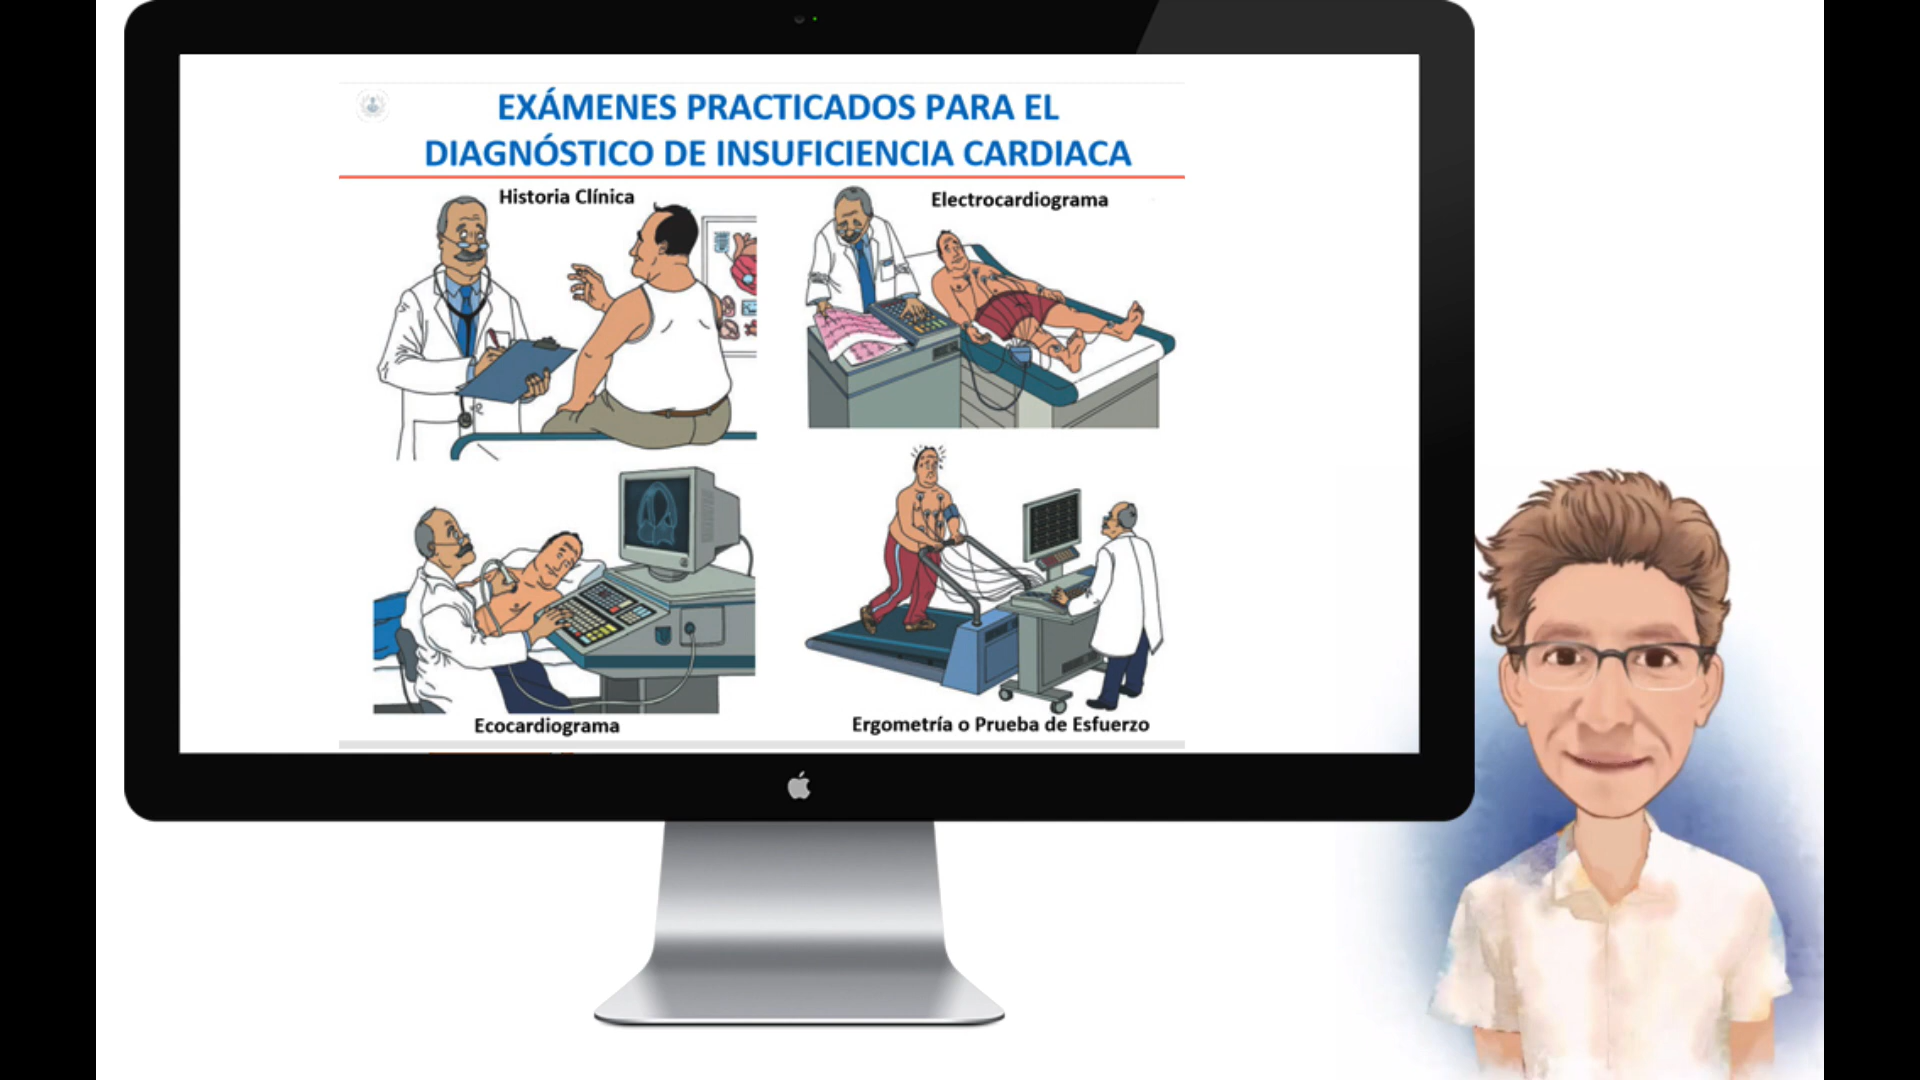 EXÁMENES PRACTICADOS PARA EL
DIAGNÓSTICO DE INSUFICIENCIA CARDIACA
Historia Clínica
Electrocardiograma
Ecocardiograma
Ergometría o Prueba de Esfuerzo